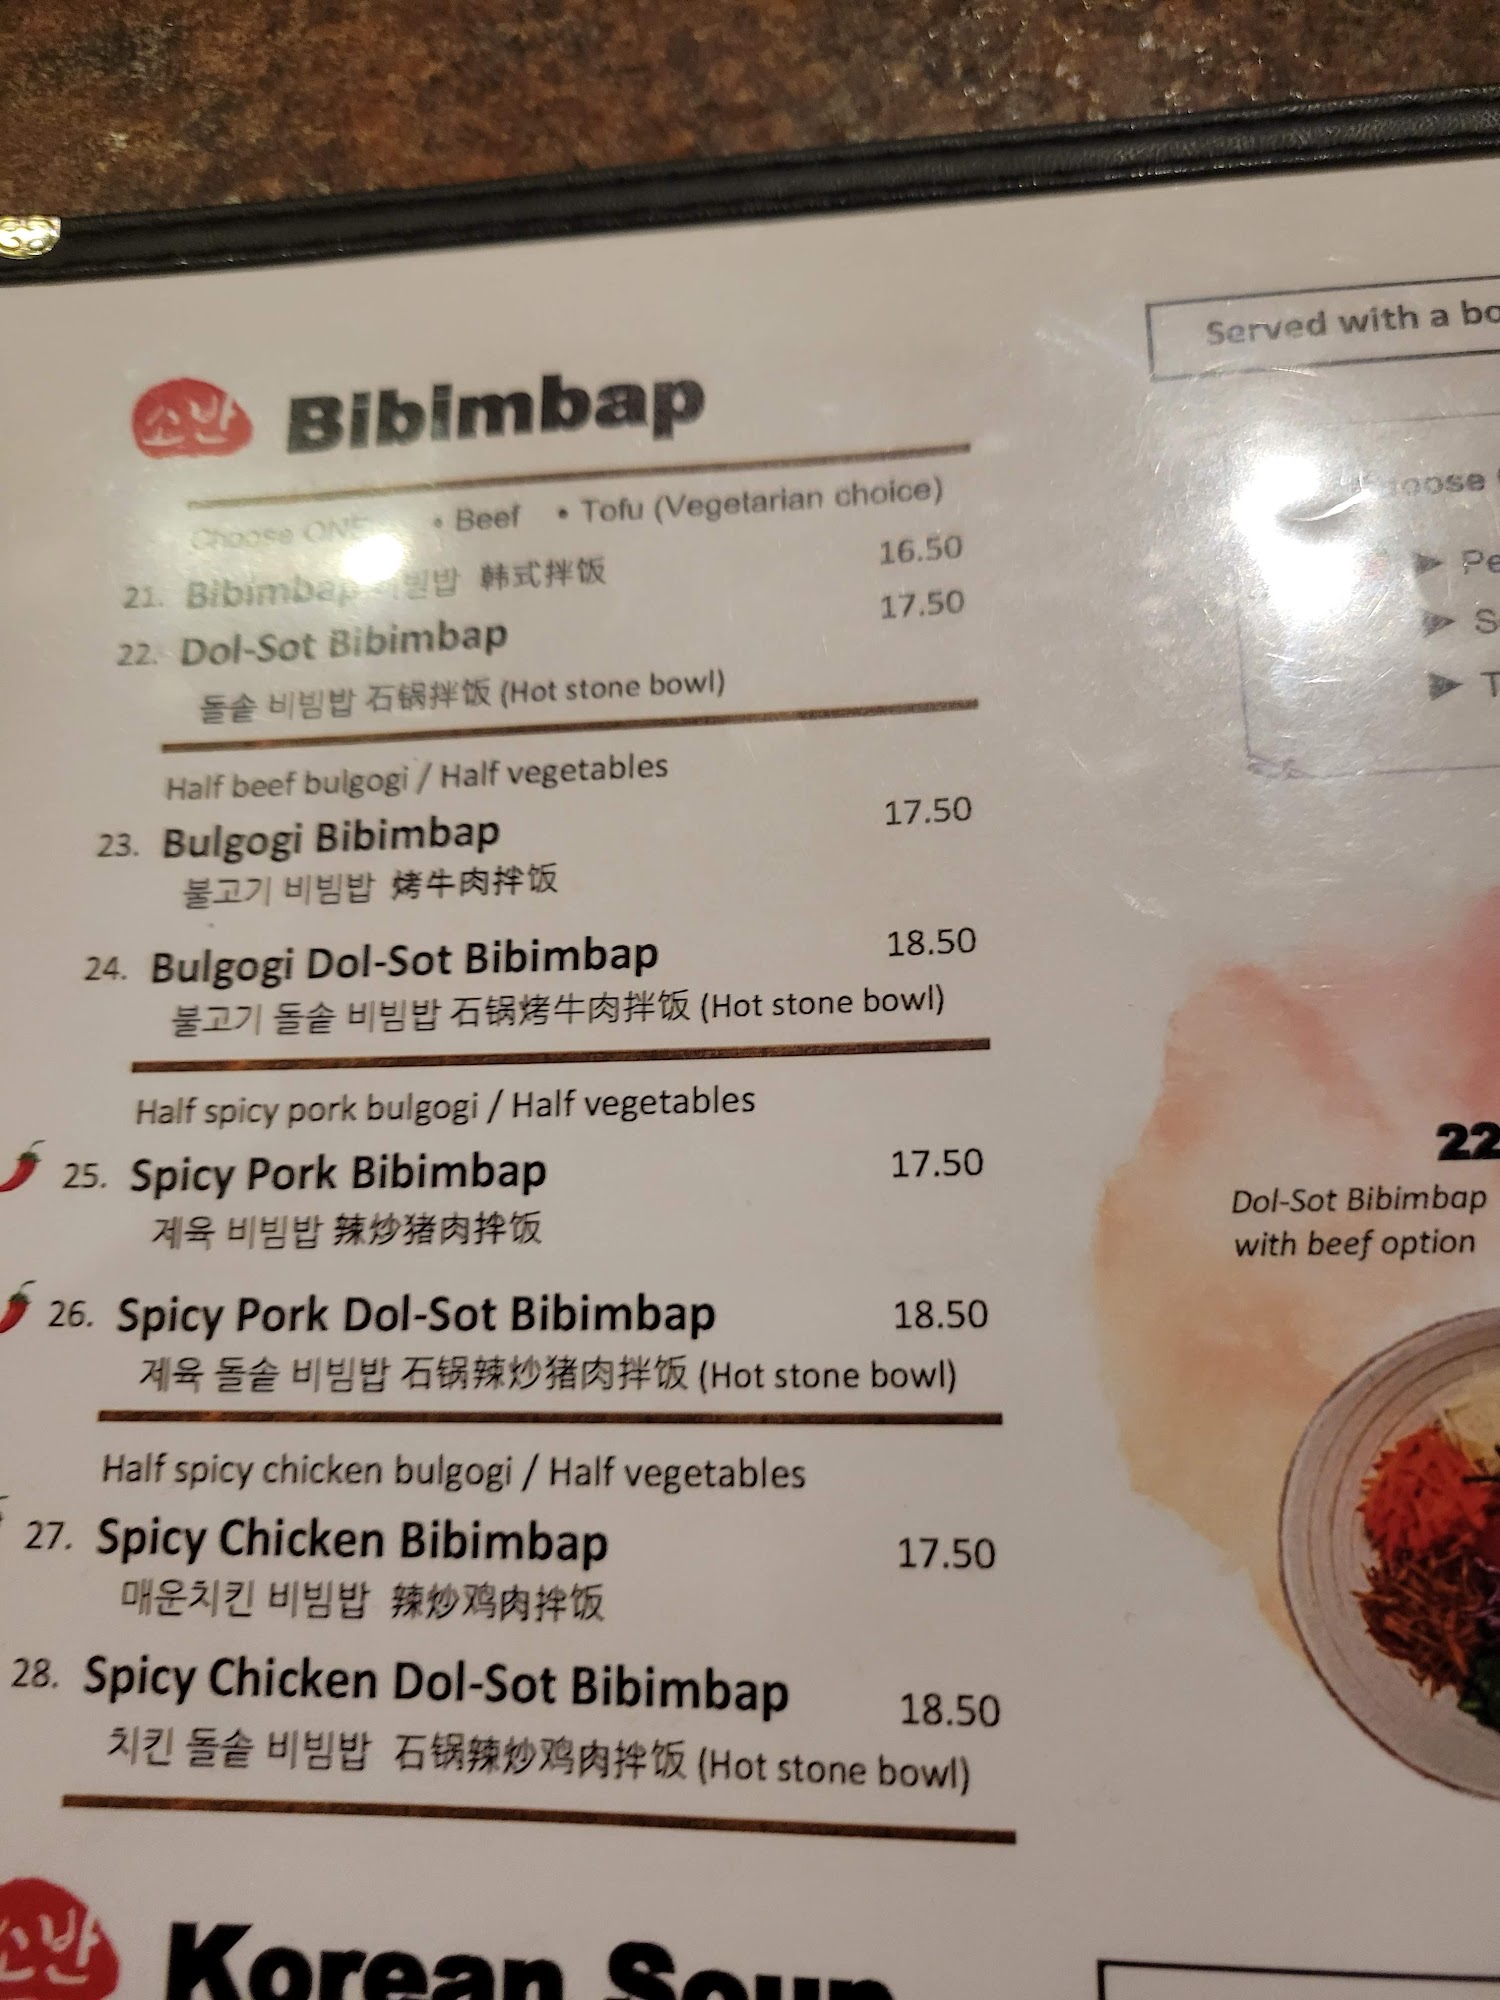 소반 Bibimbap
Choose ONE • Beef • Tofu (Vegetarian choice)
21. Bibimbap 비빔밥 韩式拌饭 16.50
22. Dol-Sot Bibimbap 17.50
돌솥 비빔밥 石锅拌饭 (Hot stone bowl)
Half beef bulgogi / Half vegetables
23. Bulgogi Bibimbap 17.50
불고기 비빔밥 烤牛肉拌饭
24. Bulgogi Dol-Sot Bibimbap 18.50
불고기 돌솥 비빔밥 石锅烤牛肉拌饭 (Hot stone bowl)
Half spicy pork bulgogi / Half vegetables
25. Spicy Pork Bibimbap 17.50
계육 비빔밥 辣炒猪肉拌饭
26. Spicy Pork Dol-Sot Bibimbap 18.50
계육 돌솥 비빔밥 石锅辣炒猪肉拌饭 (Hot stone bowl)
Half spicy chicken bulgogi / Half vegetables
27. Spicy Chicken Bibimbap 17.50
매운치킨 비빔밥 辣炒鸡肉拌饭
28. Spicy Chicken Dol-Sot Bibimbap 18.50
치킨 돌솥 비빔밥 石锅辣炒鸡肉拌饭 (Hot stone bowl)
소반 Korean Soup
Served with a
22
Dol-Sot Bibimbap
with beef option